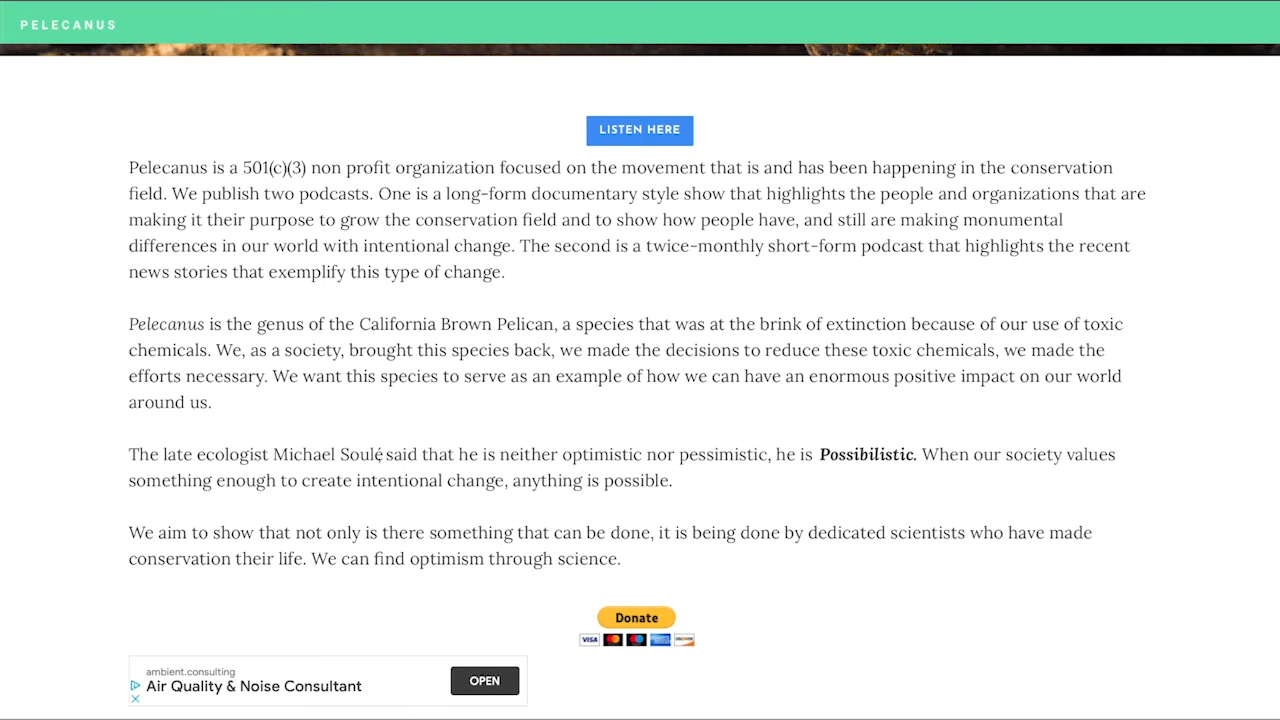 PELECANUS
LISTEN HERE
Pelecanus is a 501(c)(3) non profit organization focused on the movement that is and has been happening in the conservation
field. We publish two podcasts. One is a long-form documentary style show that highlights the people and organizations that are
making it their purpose to grow the conservation field and to show how people have, and still are making monumental
differences in our world with intentional change. The second is a twice-monthly short-form podcast that highlights the recent
news stories that exemplify this type of change.
Pelecanus is the genus of the California Brown Pelican, a species that was at the brink of extinction because of our use of toxic
chemicals. We, as a society, brought this species back, we made the decisions to reduce these toxic chemicals, we made the
efforts necessary. We want this species to serve as an example of how we can have an enormous positive impact on our world
around us.
The late ecologist Michael Soulé said that he is neither optimistic nor pessimistic, he is Possibilistic. When our society values
something enough to create intentional change, anything is possible.
We aim to show that not only is there something that can be done, it is being done by dedicated scientists who have made
conservation their life. We can find optimism through science.
Donate
VISA
ambient.consulting
Air Quality & Noise Consultant
OPEN